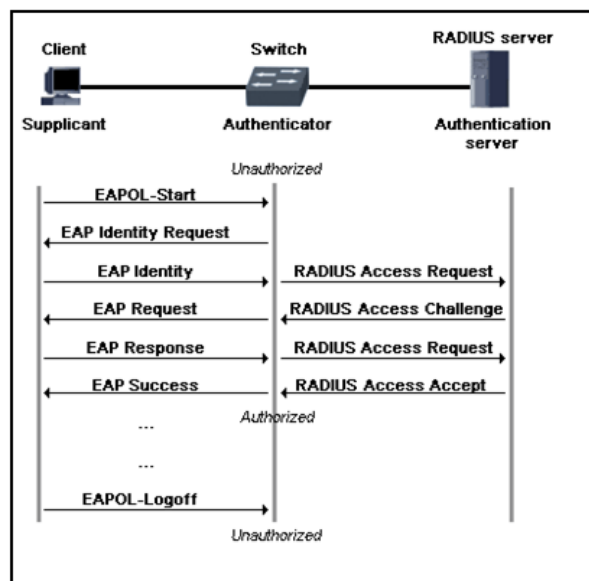 Client
Switch
RADIUS server
Supplicant
Authenticator
Authentication
server
Unauthorized
EAPOL-Start
EAP Identity Request
EAP Identity
RADIUS Access Request
EAP Request
RADIUS Access Challenge
EAP Response
RADIUS Access Request
EAP Success
RADIUS Access Accept
Authorized
...
...
EAPOL-Logoff
Unauthorized